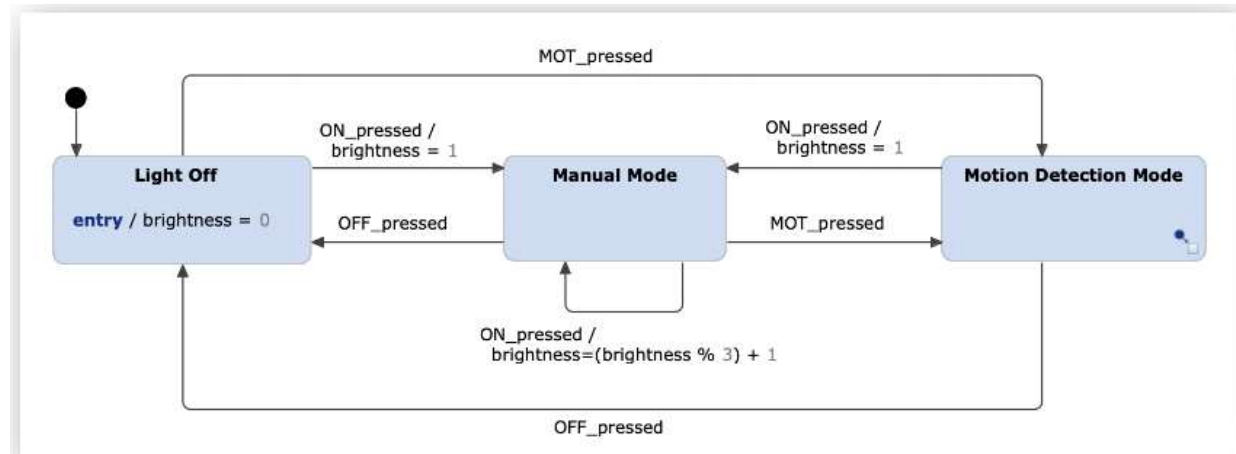 MOT_pressed
ON_pressed /
brightness = 1
ON_pressed /
brightness = 1
Light Off
Manual Mode
Motion Detection Mode
entry / brightness = 0
OFF_pressed
MOT_pressed
ON_pressed /
brightness=(brightness % 3) + 1
OFF_pressed